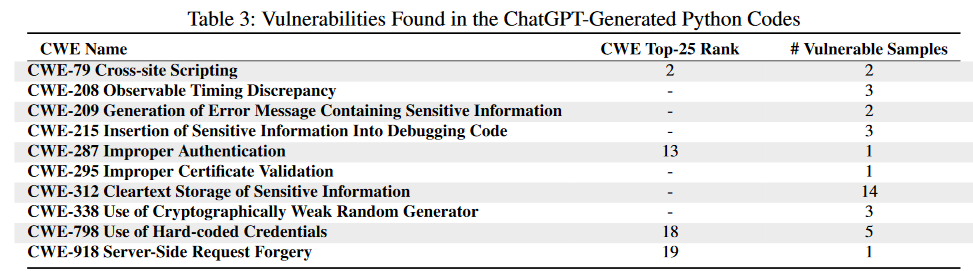 Table 3: Vulnerabilities Found in the ChatGPT-Generated Python Codes
CWE Name CWE Top-25 Rank # Vulnerable Samples
CWE-79 Cross-site Scripting 2 2
CWE-208 Observable Timing Discrepancy - 3
CWE-209 Generation of Error Message Containing Sensitive Information - 2
CWE-215 Insertion of Sensitive Information Into Debugging Code - 3
CWE-287 Improper Authentication 13 1
CWE-295 Improper Certificate Validation - 1
CWE-312 Cleartext Storage of Sensitive Information - 14
CWE-338 Use of Cryptographically Weak Random Generator - 3
CWE-798 Use of Hard-coded Credentials 18 5
CWE-918 Server-Side Request Forgery 19 1